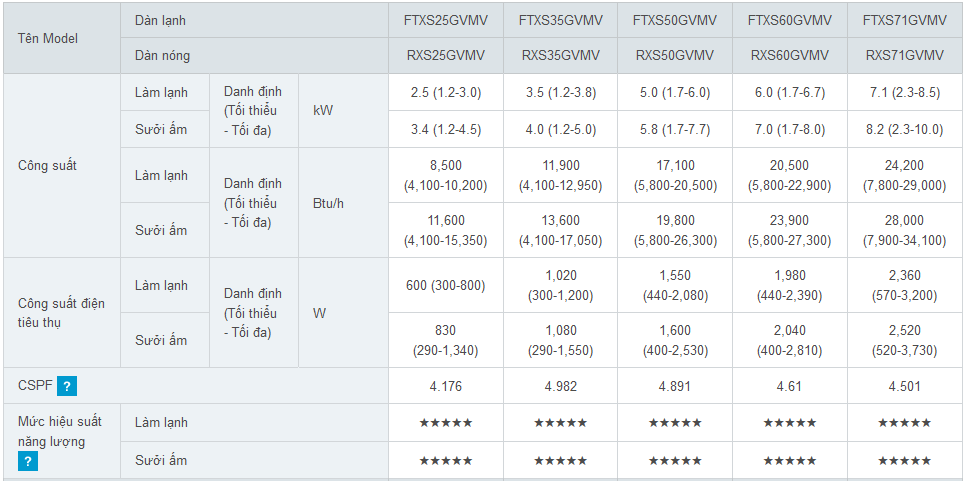 Tên Model
Dàn lạnh
FTXS25GVMV FTXS35GVMV FTXS50GVMV FTXS60GVMV FTXS71GVMV
Dàn nóng
RXS25GVMV RXS35GVMV RXS50GVMV RXS60GVMV RXS71GVMV
Công suất
Làm lạnh
Danh định
(Tối thiểu
- Tối đa)
kW
2.5 (1.2-3.0) 3.5 (1.2-3.8) 5.0 (1.7-6.0) 6.0 (1.7-6.7) 7.1 (2.3-8.5)
Sưởi ấm
3.4 (1.2-4.5) 4.0 (1.2-5.0) 5.8 (1.7-7.7) 7.0 (1.7-8.0) 8.2 (2.3-10.0)
Làm lạnh
Danh định
(Tối thiểu
- Tối đa)
Btu/h
8,500 11,900 17,100 20,500 24,200
(4,100-10,200) (4,100-12,950) (5,800-20,500) (5,800-22,900) (7,800-29,000)
Sưởi ấm
11,600 13,600 19,800 23,900 28,000
(4,100-15,350) (4,100-17,050) (5,800-26,300) (5,800-27,300) (7,900-34,100)
Công suất điện
tiêu thụ
Làm lạnh
Danh định
(Tối thiểu
- Tối đa)
W
600 (300-800) 1,020 1,550 1,980 2,360
(300-1,200) (440-2,080) (440-2,390) (570-3,200)
Sưởi ấm
830 1,080 1,600 2,040 2,520
(290-1,340) (290-1,550) (400-2,530) (400-2,810) (520-3,730)
CSPF ?
4.176 4.982 4.891 4.61 4.501
Mức hiệu suất
năng lượng
?
Làm lạnh
★★★★★ ★★★★★ ★★★★★ ★★★★★ ★★★★★
Sưởi ấm
★★★★★ ★★★★★ ★★★★★ ★★★★★ ★★★★★